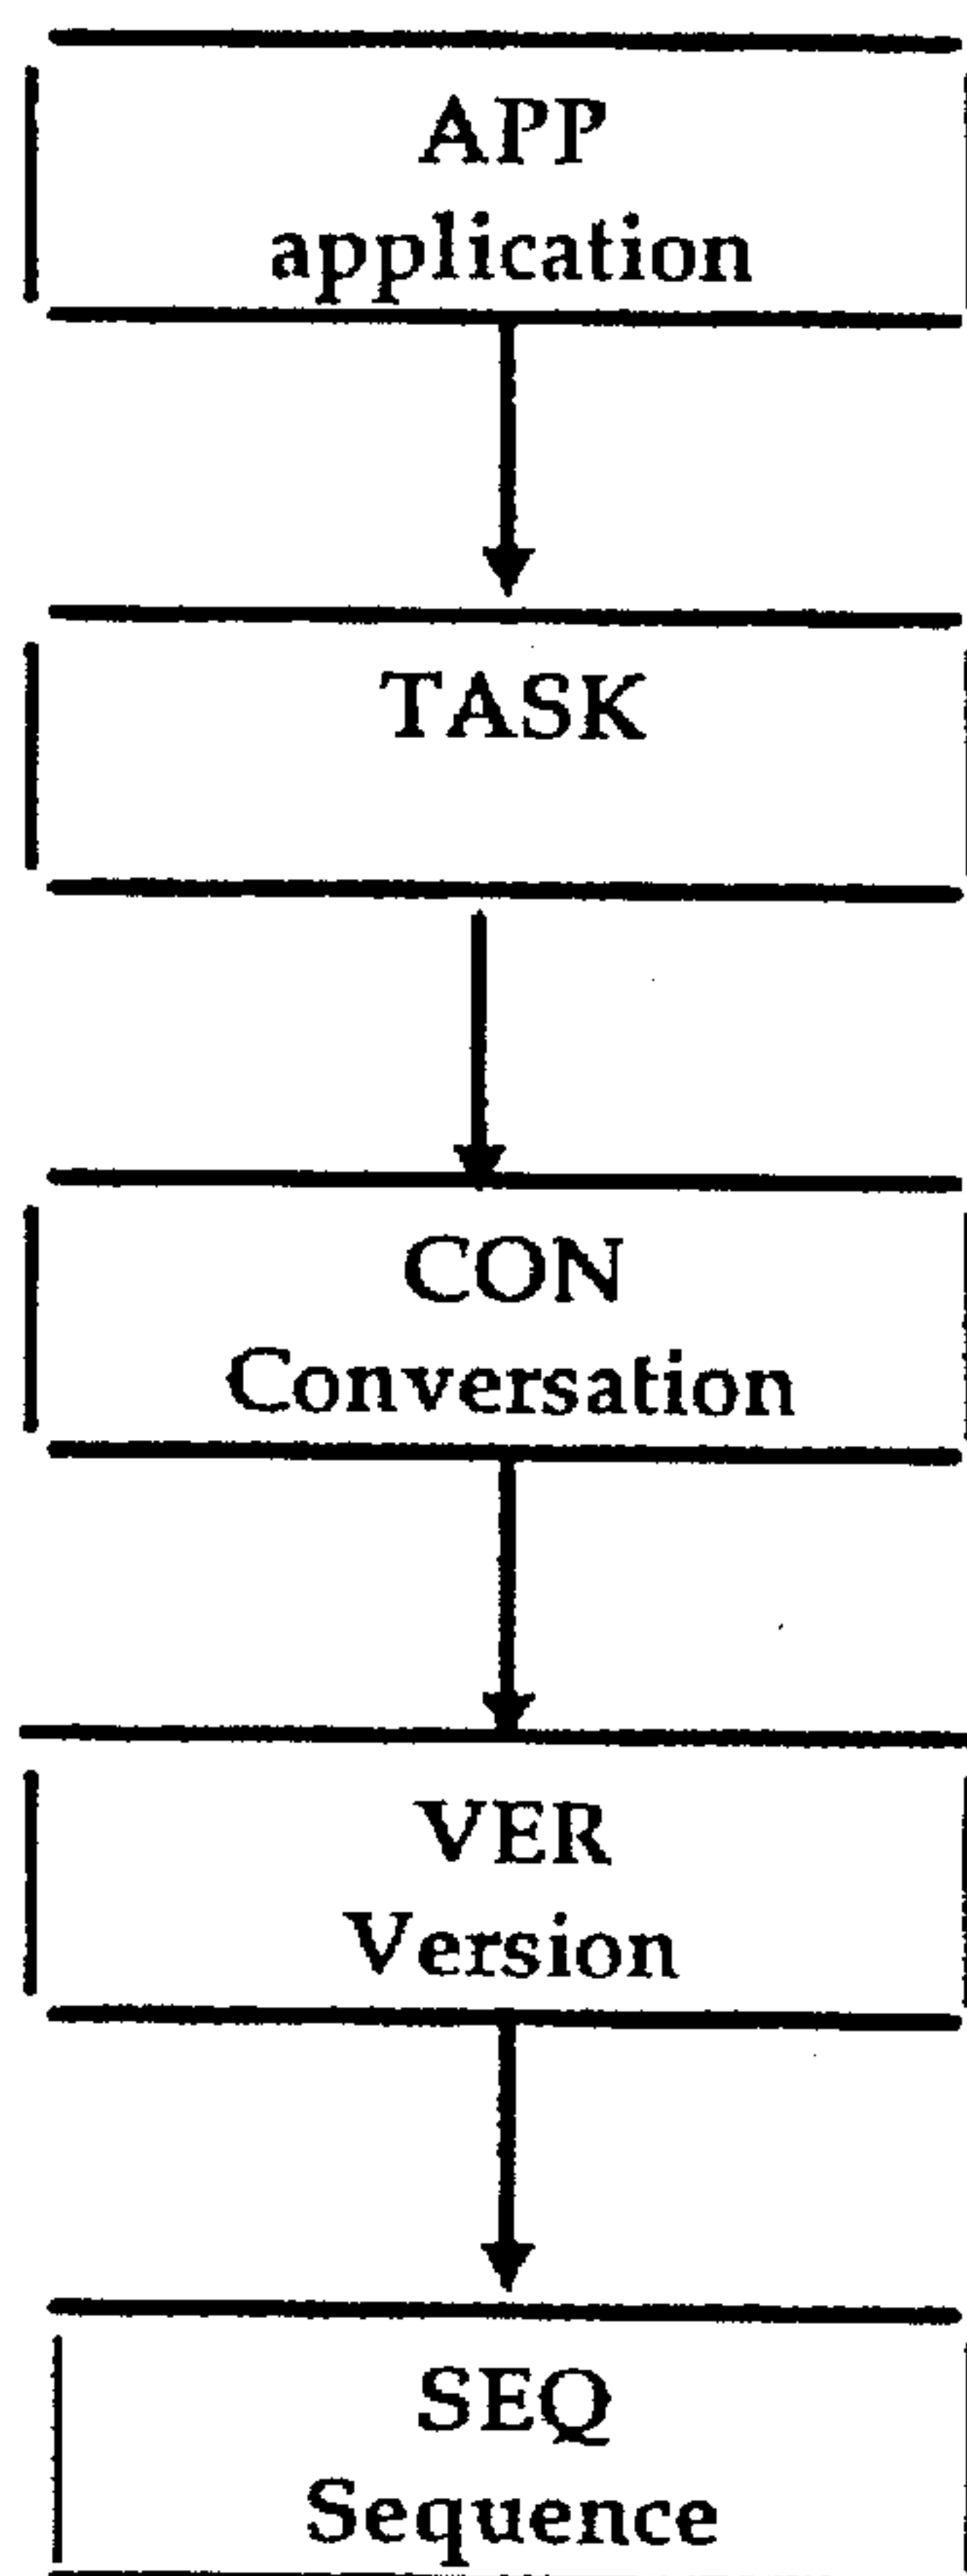 APP
application
TASK
CON
Conversation
VER
Version
SEQ
Sequence